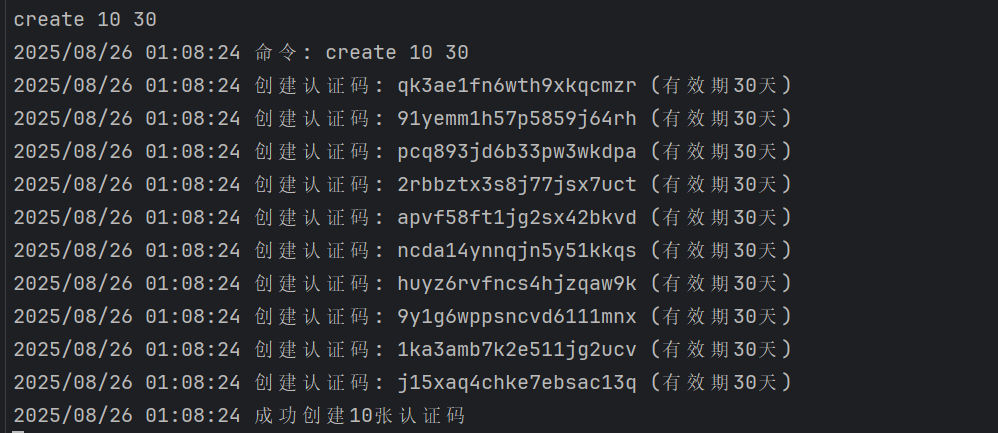 create 10 30
2025/08/26 01:08:24 命令: create 10 30
2025/08/26 01:08:24 创建认证码: qk3ae1fn6wth9xkqcmzr (有效期30天)
2025/08/26 01:08:24 创建认证码: 91yemm1h57p5859j64rh (有效期30天)
2025/08/26 01:08:24 创建认证码: pcq893jd6b33pw3wkdpa (有效期30天)
2025/08/26 01:08:24 创建认证码: 2rbbztx3s8j77jsx7uct (有效期30天)
2025/08/26 01:08:24 创建认证码: apvf58ft1jg2sx42bkvd (有效期30天)
2025/08/26 01:08:24 创建认证码: ncda14ynnqjn5y51kkqs (有效期30天)
2025/08/26 01:08:24 创建认证码: huyz6rvfncs4hjzqaw9k (有效期30天)
2025/08/26 01:08:24 创建认证码: 9y1g6wppsncvd6111mnx (有效期30天)
2025/08/26 01:08:24 创建认证码: 1ka3amb7k2e511jg2ucv (有效期30天)
2025/08/26 01:08:24 创建认证码: j15xaq4chke7ebsac13q (有效期30天)
2025/08/26 01:08:24 成功创建10张认证码